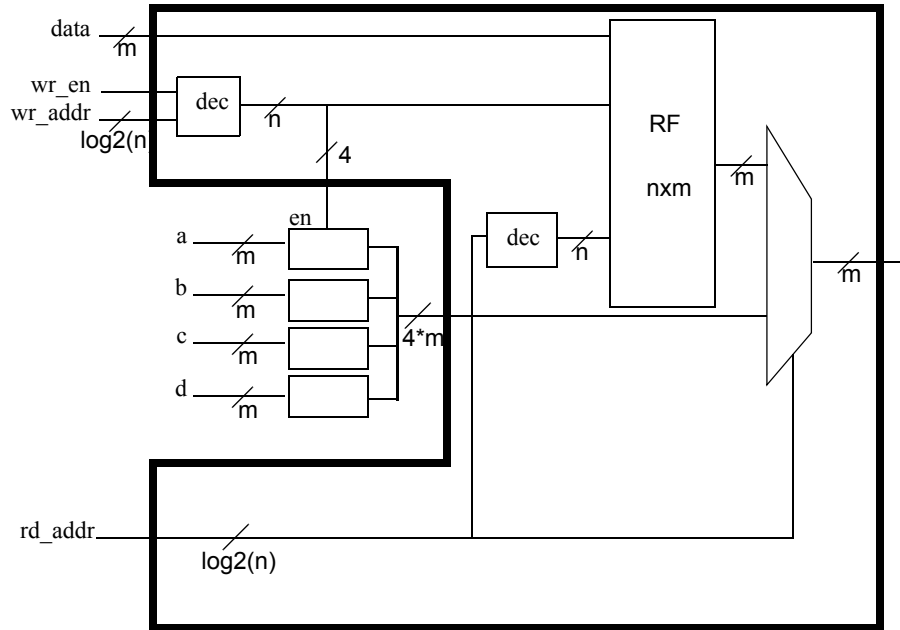 data
m
wr_en
wr_addr
log2(n)
dec
n
4
RF
nxm
m
en
a
m
b
m
c
m
d
m
4*m
dec
n
m
rd_addr
log2(n)